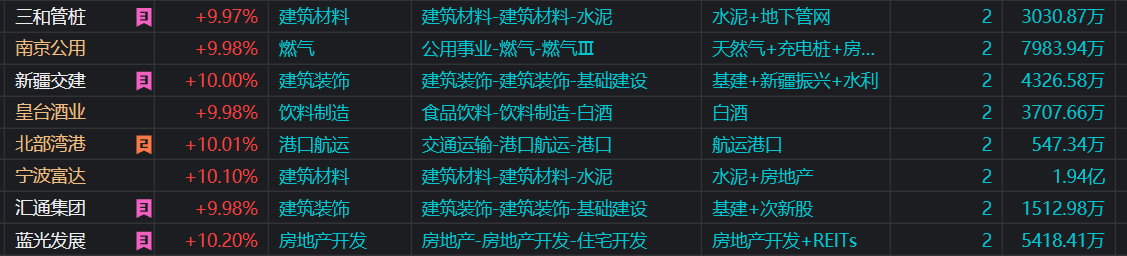 三和管桩 3 +9.97% 建筑材料 建筑材料-建筑材料-水泥 水泥+地下管网 2 3030.87万
南京公用 +9.98% 燃气 公用事业-燃气-燃气Ⅲ 天然气+充电桩+房... 2 7983.94万
新疆交建 3 +10.00% 建筑装饰 建筑装饰-建筑装饰-基础建设 基建+新疆振兴+水利 2 4326.58万
皇台酒业 +9.98% 饮料制造 食品饮料-饮料制造-白酒 白酒 2 3707.66万
北部湾港 2 +10.01% 港口航运 交通运输-港口航运-港口 航运港口 2 547.34万
宁波富达 +10.10% 建筑材料 建筑材料-建筑材料-水泥 水泥+房地产 2 1.94亿
汇通集团 3 +9.98% 建筑装饰 建筑装饰-建筑装饰-基础建设 基建+次新股 2 1512.98万
蓝光发展 3 +10.20% 房地产开发 房地产-房地产开发-住宅开发 房地产开发+REITs 2 5418.41万